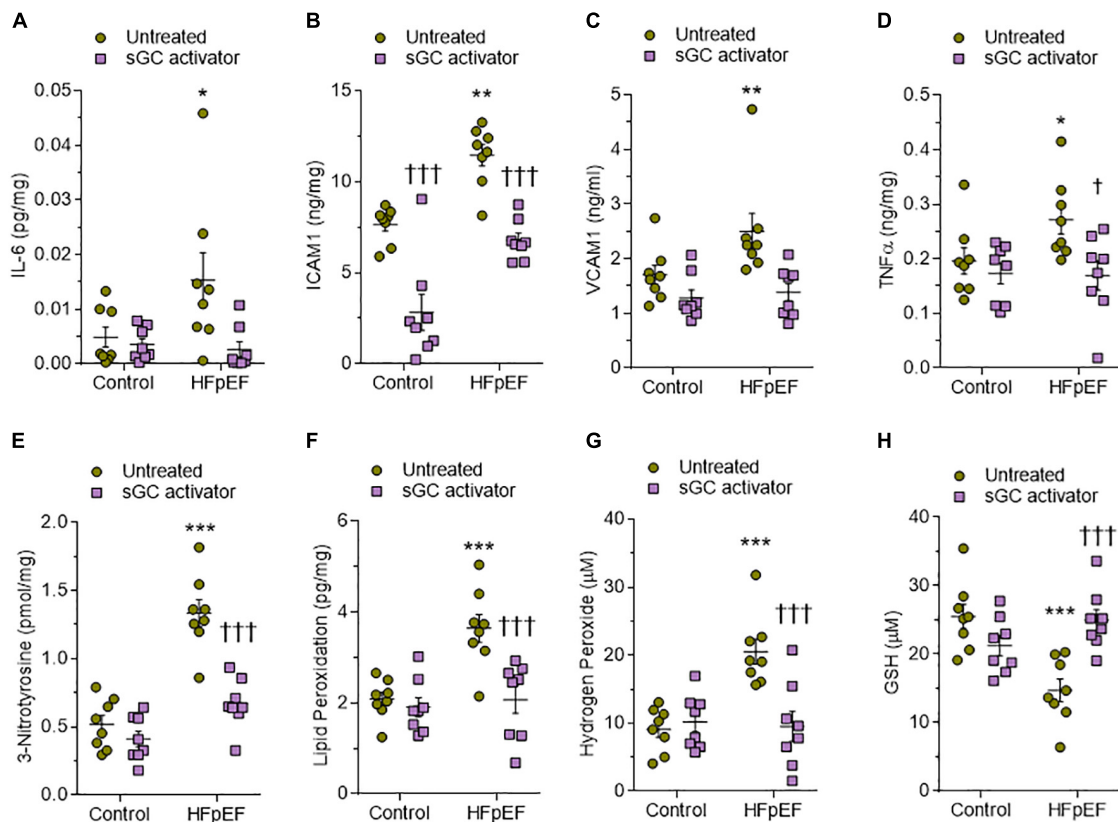 A
Untreated
sGC activator
IL-6 (pg/mg)
0.05
0.04
0.03
0.02
0.01
0.00
*
Control HFpEF
B
Untreated
sGC activator
ICAM1 (ng/mg)
15
10
5
0
**
†††
†††
Control HFpEF
C
Untreated
sGC activator
VCAM1 (ng/ml)
5
4
3
2
1
0
**
Control HFpEF
D
Untreated
sGC activator
TNFα (ng/mg)
0.5
0.4
0.3
0.2
0.1
0.0
*
†
Control HFpEF
E
Untreated
sGC activator
3-Nitrotyrosine (pmol/mg)
2.0
1.5
1.0
0.5
0.0
***
†††
Control HFpEF
F
Untreated
sGC activator
Lipid Peroxidation (pg/mg)
6
4
2
0
***
†††
Control HFpEF
G
Untreated
sGC activator
Hydrogen Peroxide (μM)
40
30
20
10
0
***
†††
Control HFpEF
H
Untreated
sGC activator
GSH (μM)
40
30
20
10
0
†††
***
Control HFpEF